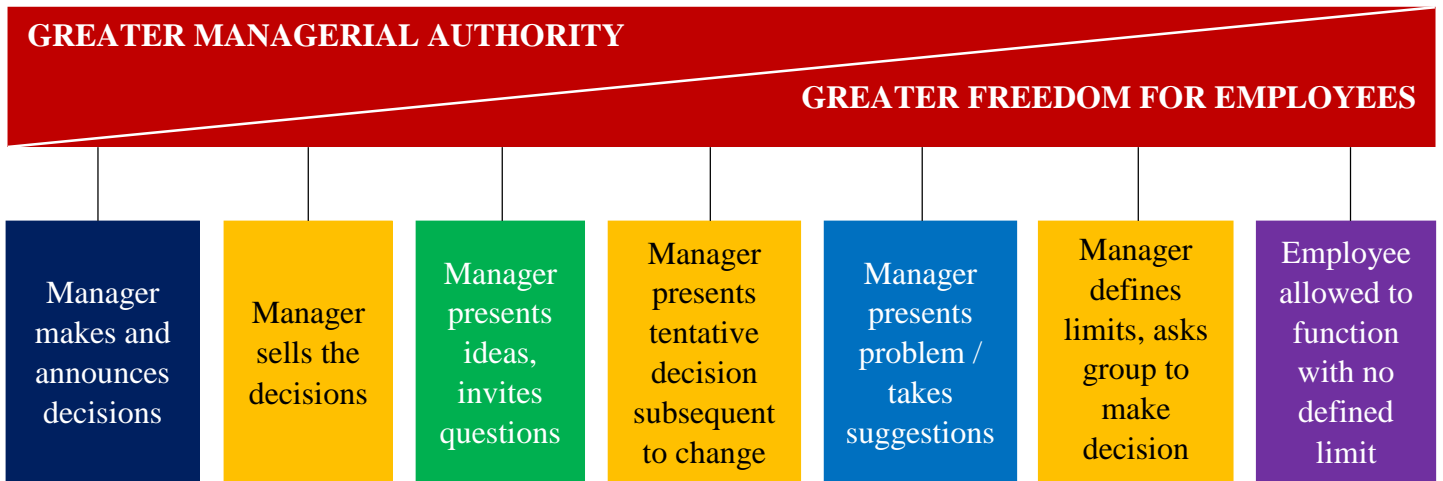 GREATER MANAGERIAL AUTHORITY
GREATER FREEDOM FOR EMPLOYEES
Manager
makes and
announces
decisions
Manager
sells the
decisions
Manager
presents
ideas,
invites
questions
Manager
presents
tentative
decision
subsequent
to change
Manager
presents
problem /
takes
suggestions
Manager
defines
limits, asks
group to
make
decision
Employee
allowed to
function
with no
defined
limit